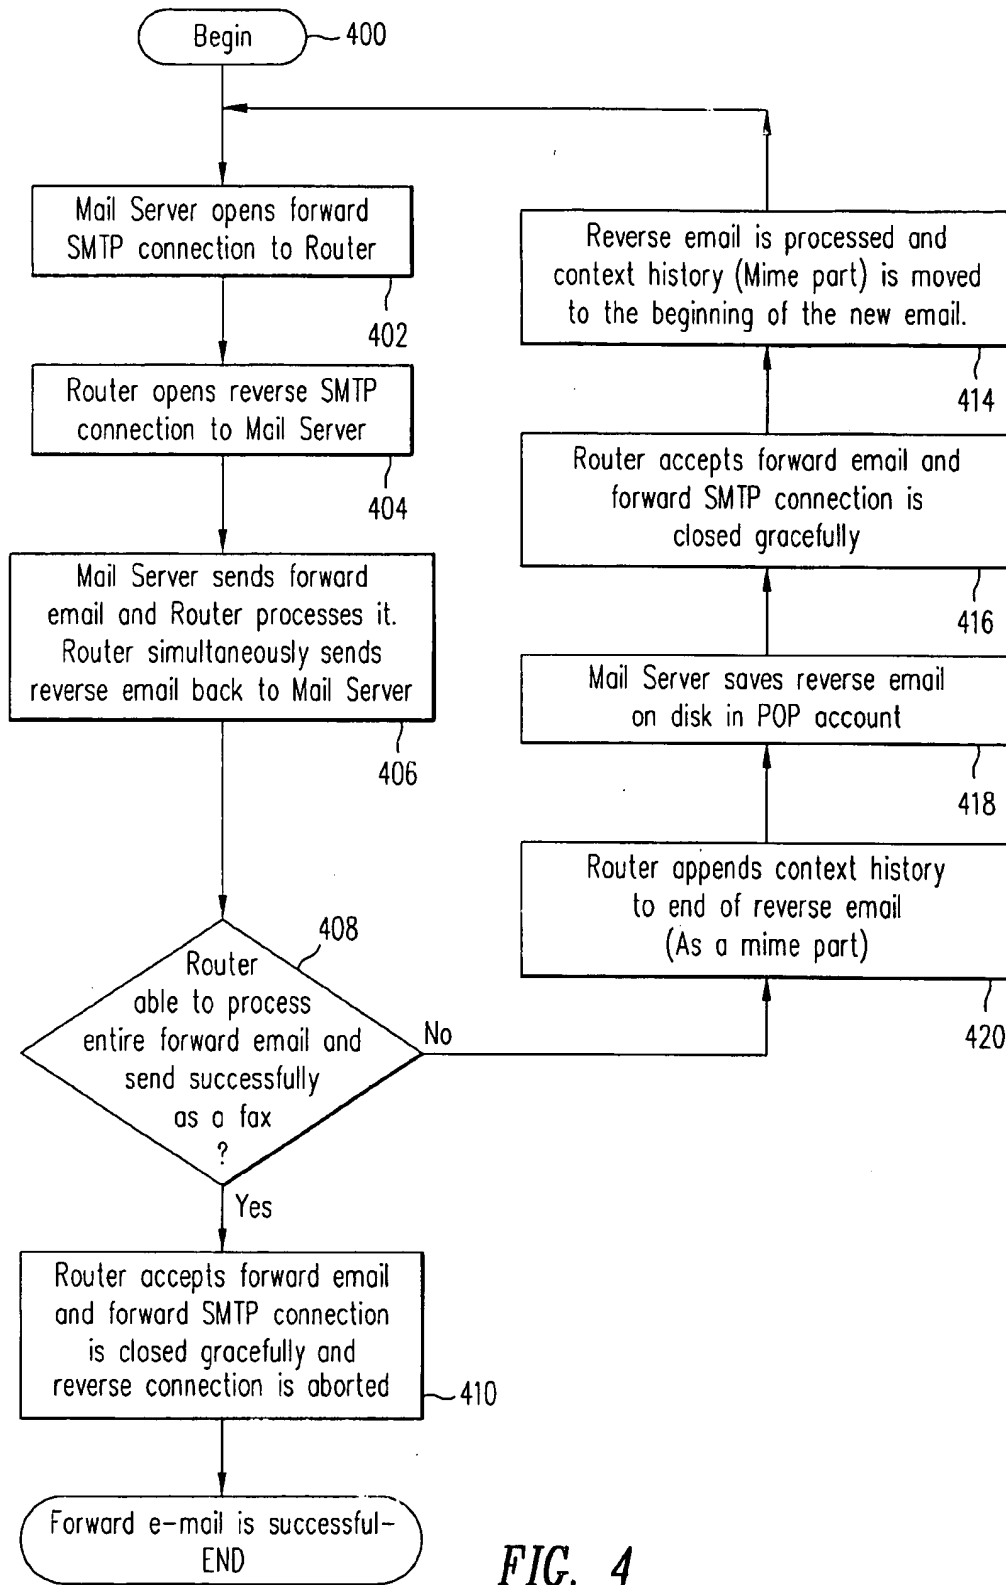 Begin
400
Mail Server opens forward
SMTP connection to Router
402
Router opens reverse SMTP
connection to Mail Server
404
Mail Server sends forward
email and Router processes it.
Router simultaneously sends
reverse email back to Mail Server
406
408
Router
able to process
entire forward email and
send successfully
as a fax
?
No
Yes
Router accepts forward email
and forward SMTP connection
is closed gracefully and
reverse connection is aborted
410
Forward e-mail is successful-
END
Reverse email is processed and
context history (Mime part) is moved
to the beginning of the new email.
414
Router accepts forward email and
forward SMTP connection is
closed gracefully
416
Mail Server saves reverse email
on disk in POP account
418
Router appends context history
to end of reverse email
(As a mime part)
420
FIG. 4